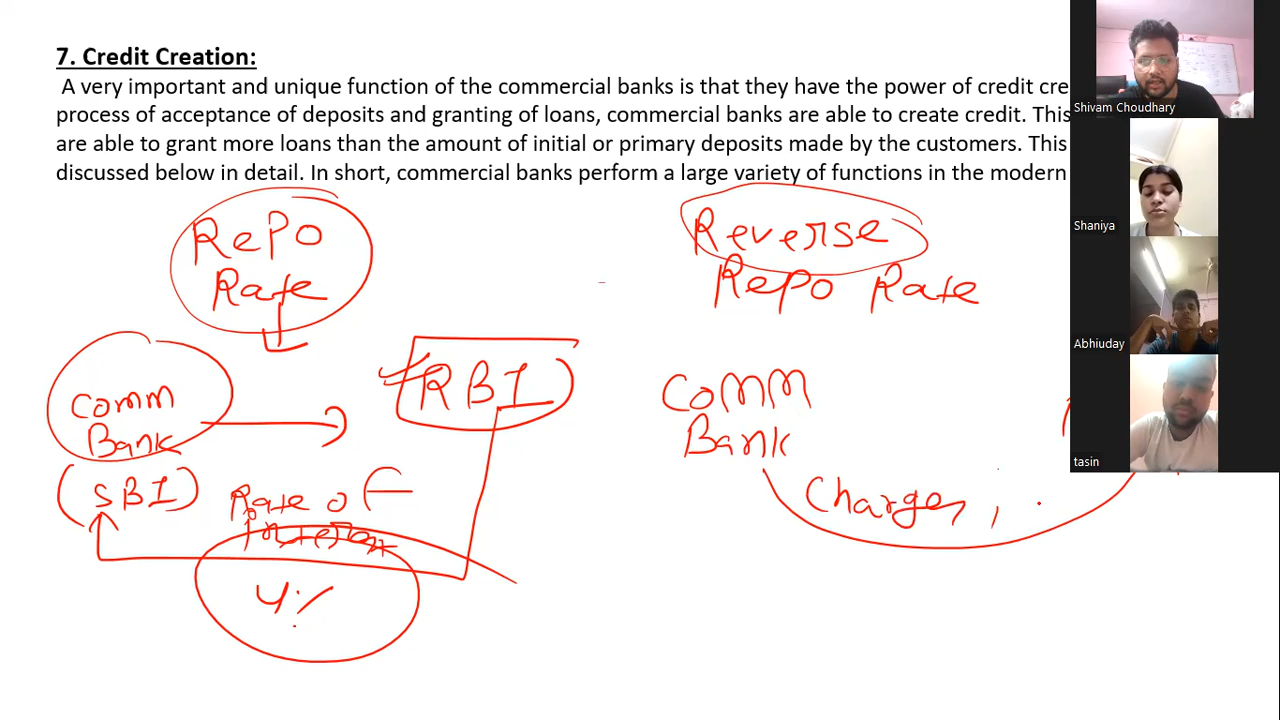 7. Credit Creation:
A very important and unique function of the commercial banks is that they have the power of credit cre
process of acceptance of deposits and granting of loans, commercial banks are able to create credit. This
are able to grant more loans than the amount of initial or primary deposits made by the customers. This
discussed below in detail. In short, commercial banks perform a large variety of functions in the modern
Repo
Rate
Reverse
Repo Rate
Comm
Bank
RBI
(SBI)
Rate of
Interest
4%
Comm
Bank
Charges,
Shivam Choudhary
Shaniya
Abhiuday
tasin